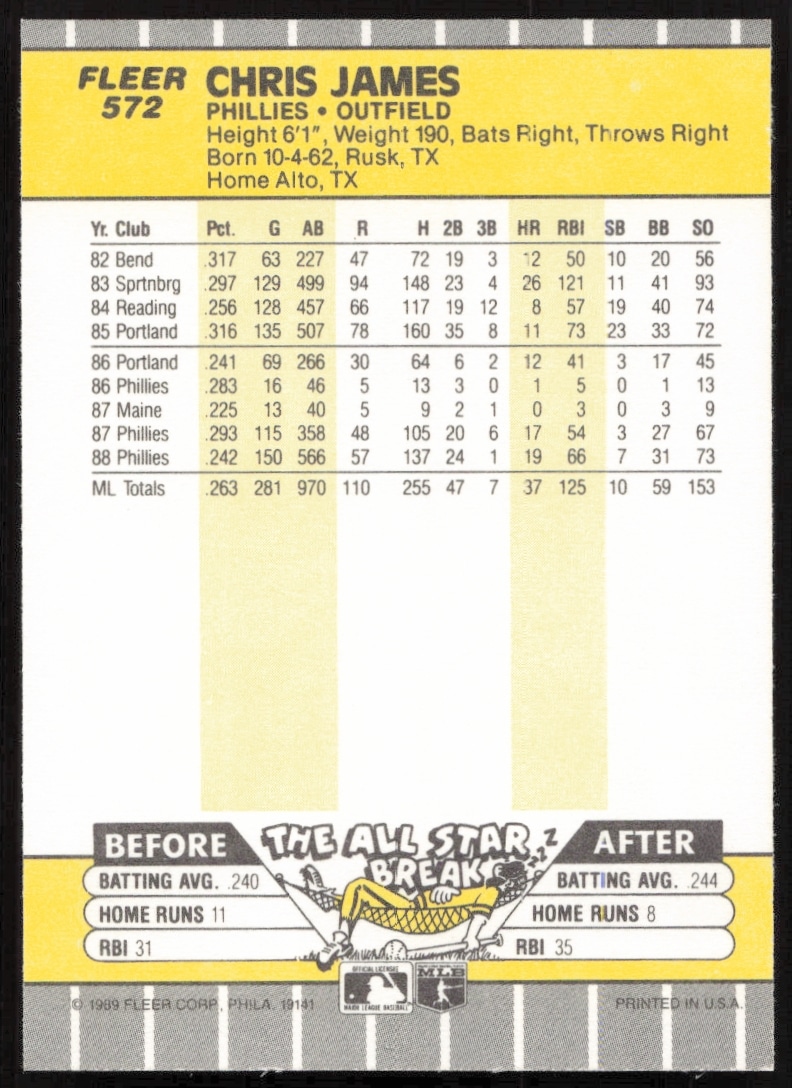 FLEER
572
CHRIS JAMES
PHILLIES • OUTFIELD
Height 6'1", Weight 190, Bats Right, Throws Right
Born 10-4-62, Rusk, TX
Home Alto, TX
Yr. Club Pct. G AB R H 2B 3B HR RBI SB BB SO
82 Bend .317 63 227 47 72 19 3 12 50 10 20 56
83 Sprtnbrg .297 129 499 94 148 23 4 26 121 11 41 93
84 Reading .256 128 457 66 117 19 12 8 57 19 40 74
85 Portland .316 135 507 78 160 35 8 11 73 23 33 72
86 Portland .241 69 266 30 64 6 2 12 41 3 17 45
86 Phillies .283 16 46 5 13 3 0 1 5 0 1 13
87 Maine .225 13 40 5 9 2 1 0 3 0 3 9
87 Phillies .293 115 358 48 105 20 6 17 54 3 27 67
88 Phillies .242 150 566 57 137 24 1 19 66 7 31 73
ML Totals .263 281 970 110 255 47 7 37 125 10 59 153
BEFORE
THE ALL STAR
BREAK
ZZZZ
AFTER
BATTING AVG. .240
HOME RUNS 11
RBI 31
BATTING AVG. .244
HOME RUNS 8
RBI 35
OFFICIAL LICENSEE
MAJOR LEAGUE BASEBALL
MLB
© 1989 FLEER CORP., PHILA. 19141
PRINTED IN U.S.A.